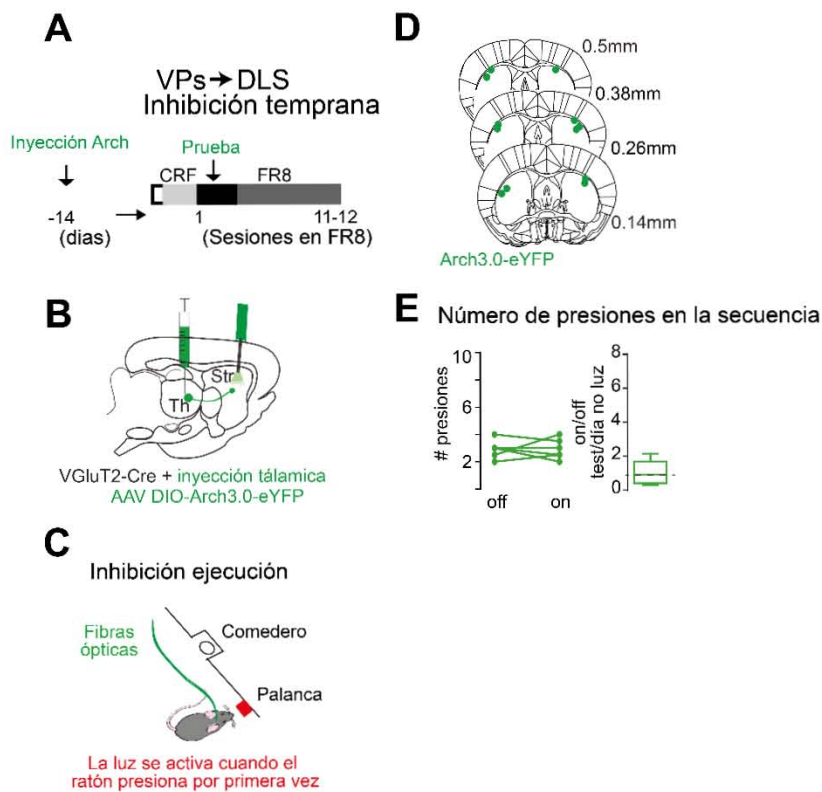 A
VPs→DLS
Inhibición temprana
Inyección Arch
Prueba
CRF
FR8
-14
1
11-12
(dias)
(Sesiones en FR8)
B
Th
Str
VGluT2-Cre + inyección tálamica
AAV DIO-Arch3.0-eYFP
C
Inhibición ejecución
Fibras
ópticas
Comedero
Palanca
La luz se activa cuando el
ratón presiona por primera vez
D
0.5mm
0.38mm
0.26mm
0.14mm
Arch3.0-eYFP
E Número de presiones en la secuencia
# presiones
10
6
2
off
on
on/off
test/día no luz
8
6
4
2
0